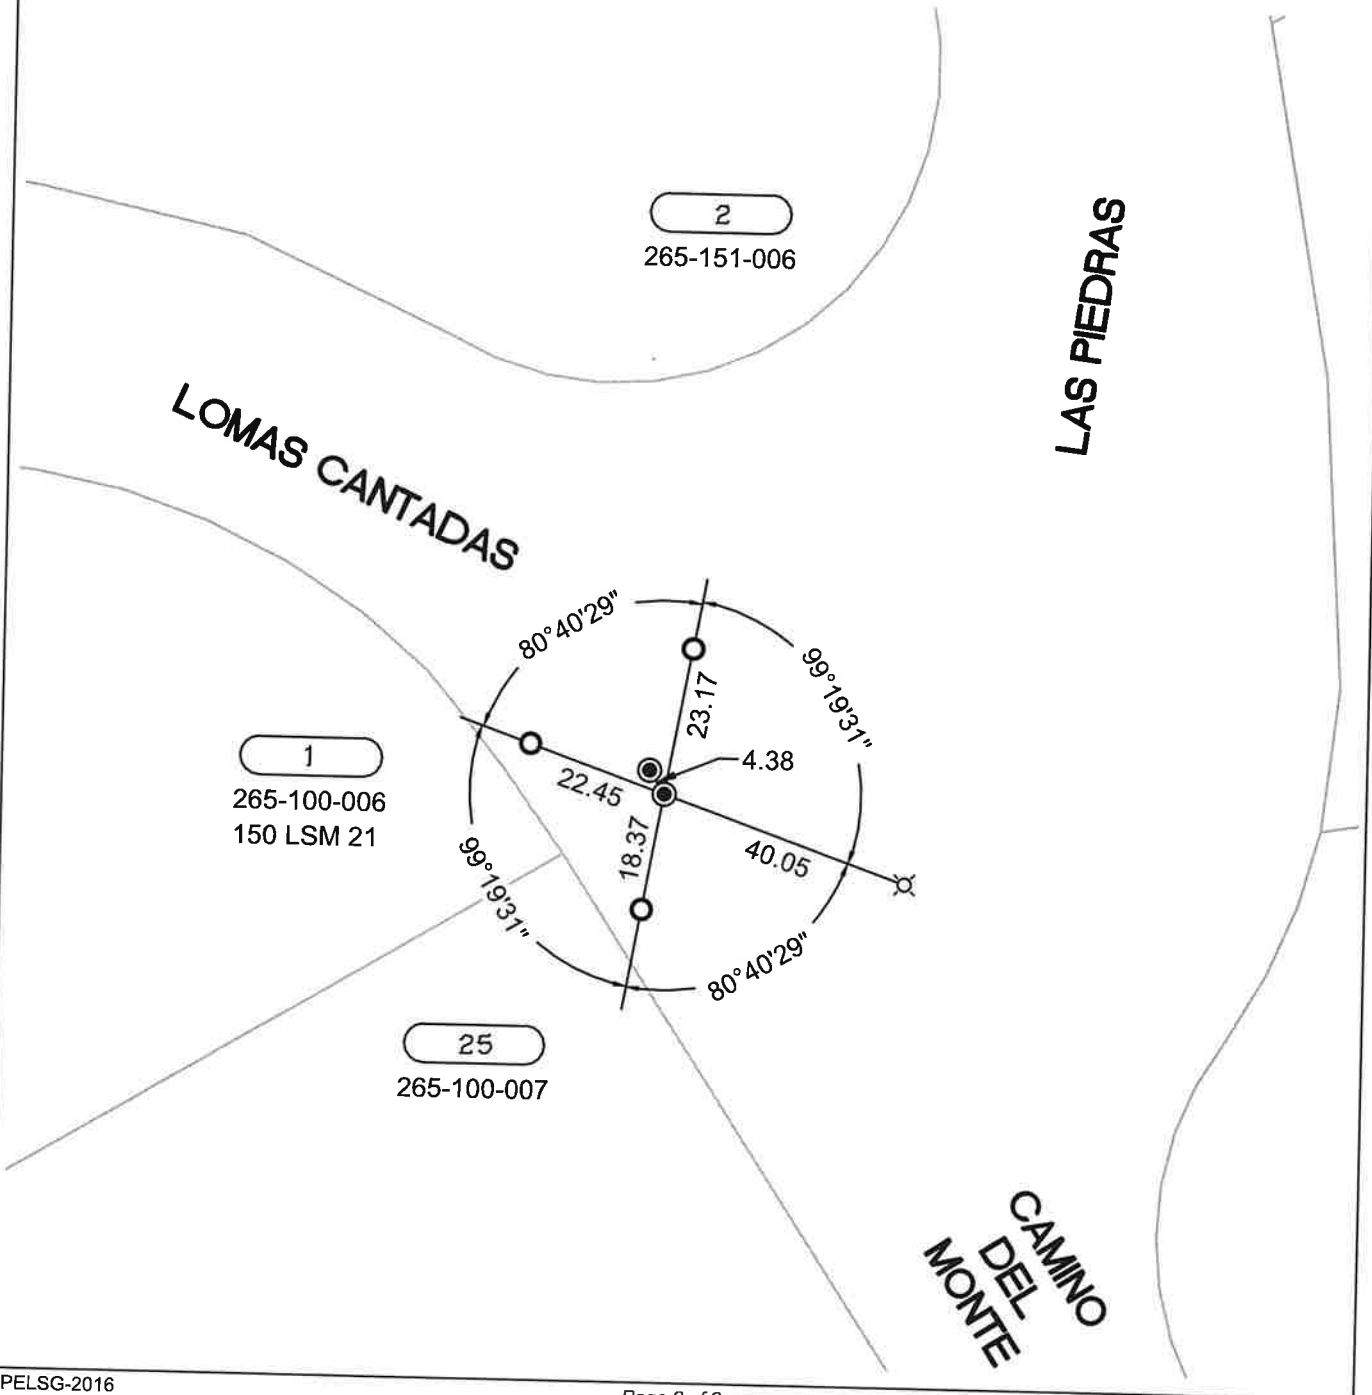 2
265-151-006
LAS PIEDRAS
LOMAS CANTADAS
80°40'29"
99°19'31"
23.17
4.38
22.45
18.37
40.05
1
265-100-006
150 LSM 21
99°19'31"
80°40'29"
25
265-100-007
CAMINO
DEL
MONTE
PELSG-2016